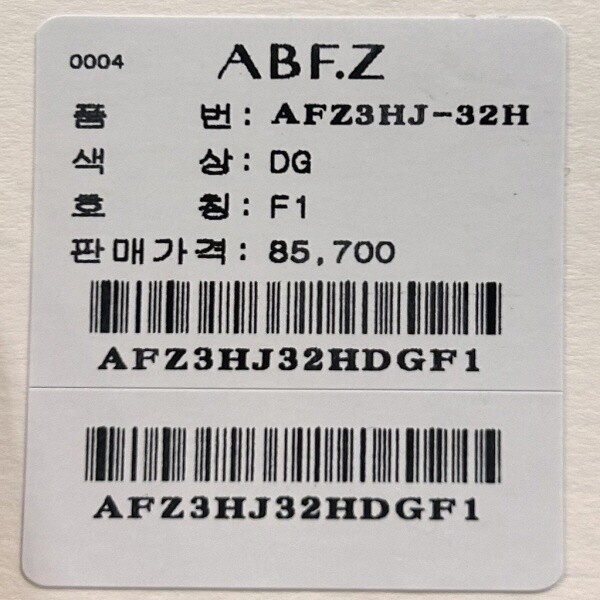 0004 ABF.Z
품 번: AFZ3HJ-32H
색 상: DG
호 칭: F1
판매가격: 85,700
AFZ3HJ32HDGF1
AFZ3HJ32HDGF1